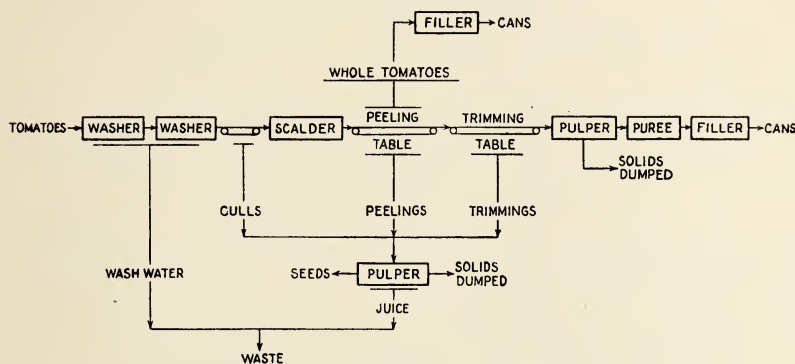 FILLER
CANS
WHOLE TOMATOES
TOMATOES
WASHER
WASHER
SCALDER
PEELING
TABLE
TRIMMING
TABLE
PULPER
PUREE
FILLER
CANS
SOLIDS
DUMPED
CULLS
PEELINGS
TRIMMINGS
WASH WATER
SEEDS
PULPER
SOLIDS
DUMPED
JUICE
WASTE